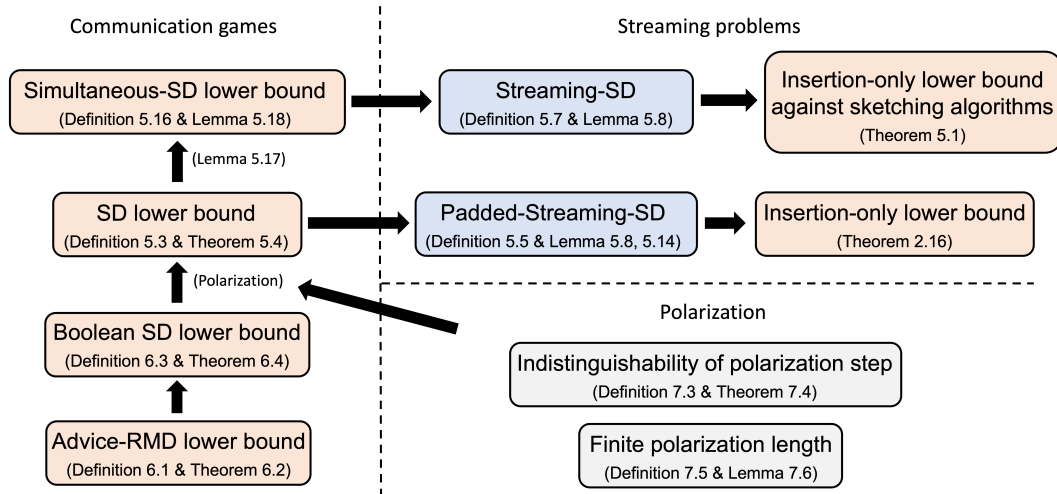 Communication games
Streaming problems
Simultaneous-SD lower bound
(Definition 5.16 & Lemma 5.18)
Streaming-SD
(Definition 5.7 & Lemma 5.8)
Insertion-only lower bound
against sketching algorithms
(Theorem 5.1)
(Lemma 5.17)
SD lower bound
(Definition 5.3 & Theorem 5.4)
Padded-Streaming-SD
(Definition 5.5 & Lemma 5.8, 5.14)
Insertion-only lower bound
(Theorem 2.16)
(Polarization)
Polarization
Boolean SD lower bound
(Definition 6.3 & Theorem 6.4)
Indistinguishability of polarization step
(Definition 7.3 & Theorem 7.4)
Advice-RMD lower bound
(Definition 6.1 & Theorem 6.2)
Finite polarization length
(Definition 7.5 & Lemma 7.6)